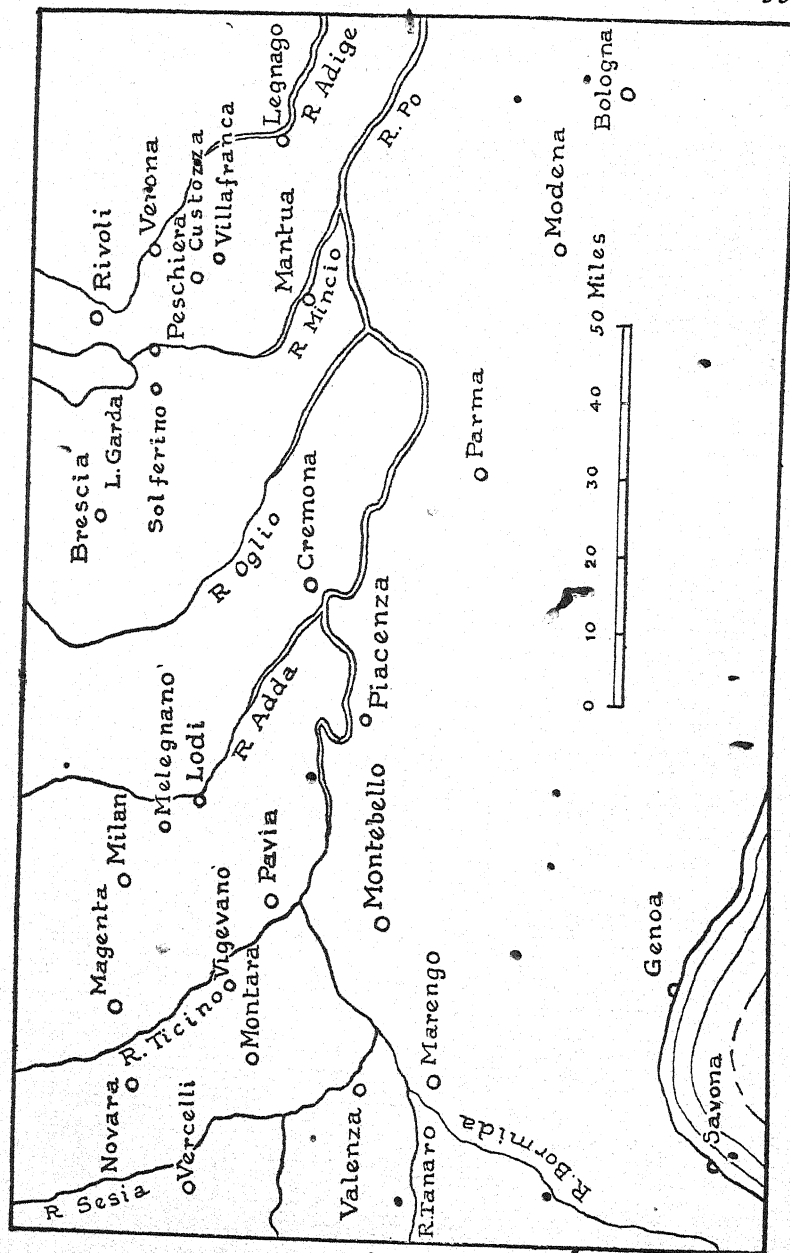 Rivoli
Verona
Peschiera
Custozza
Villafranca
Legnago
R Adige
R. Po
Mantua
R. Mincio
Brescia
L. Garda
Solferino
R Oglio
Cremona
Parma
Modena
Bologna
Magenta
Milan
Melegnano
Lodi
R Adda
Piacenza
Novara
R. Ticino
Vigevano
Montara
Pavia
Montebello
R Sesia
Vercelli
Valenza
R. Tanaro
Marengo
R. Bormida
Genoa
Savona
0 10 20 30 40 50 Miles